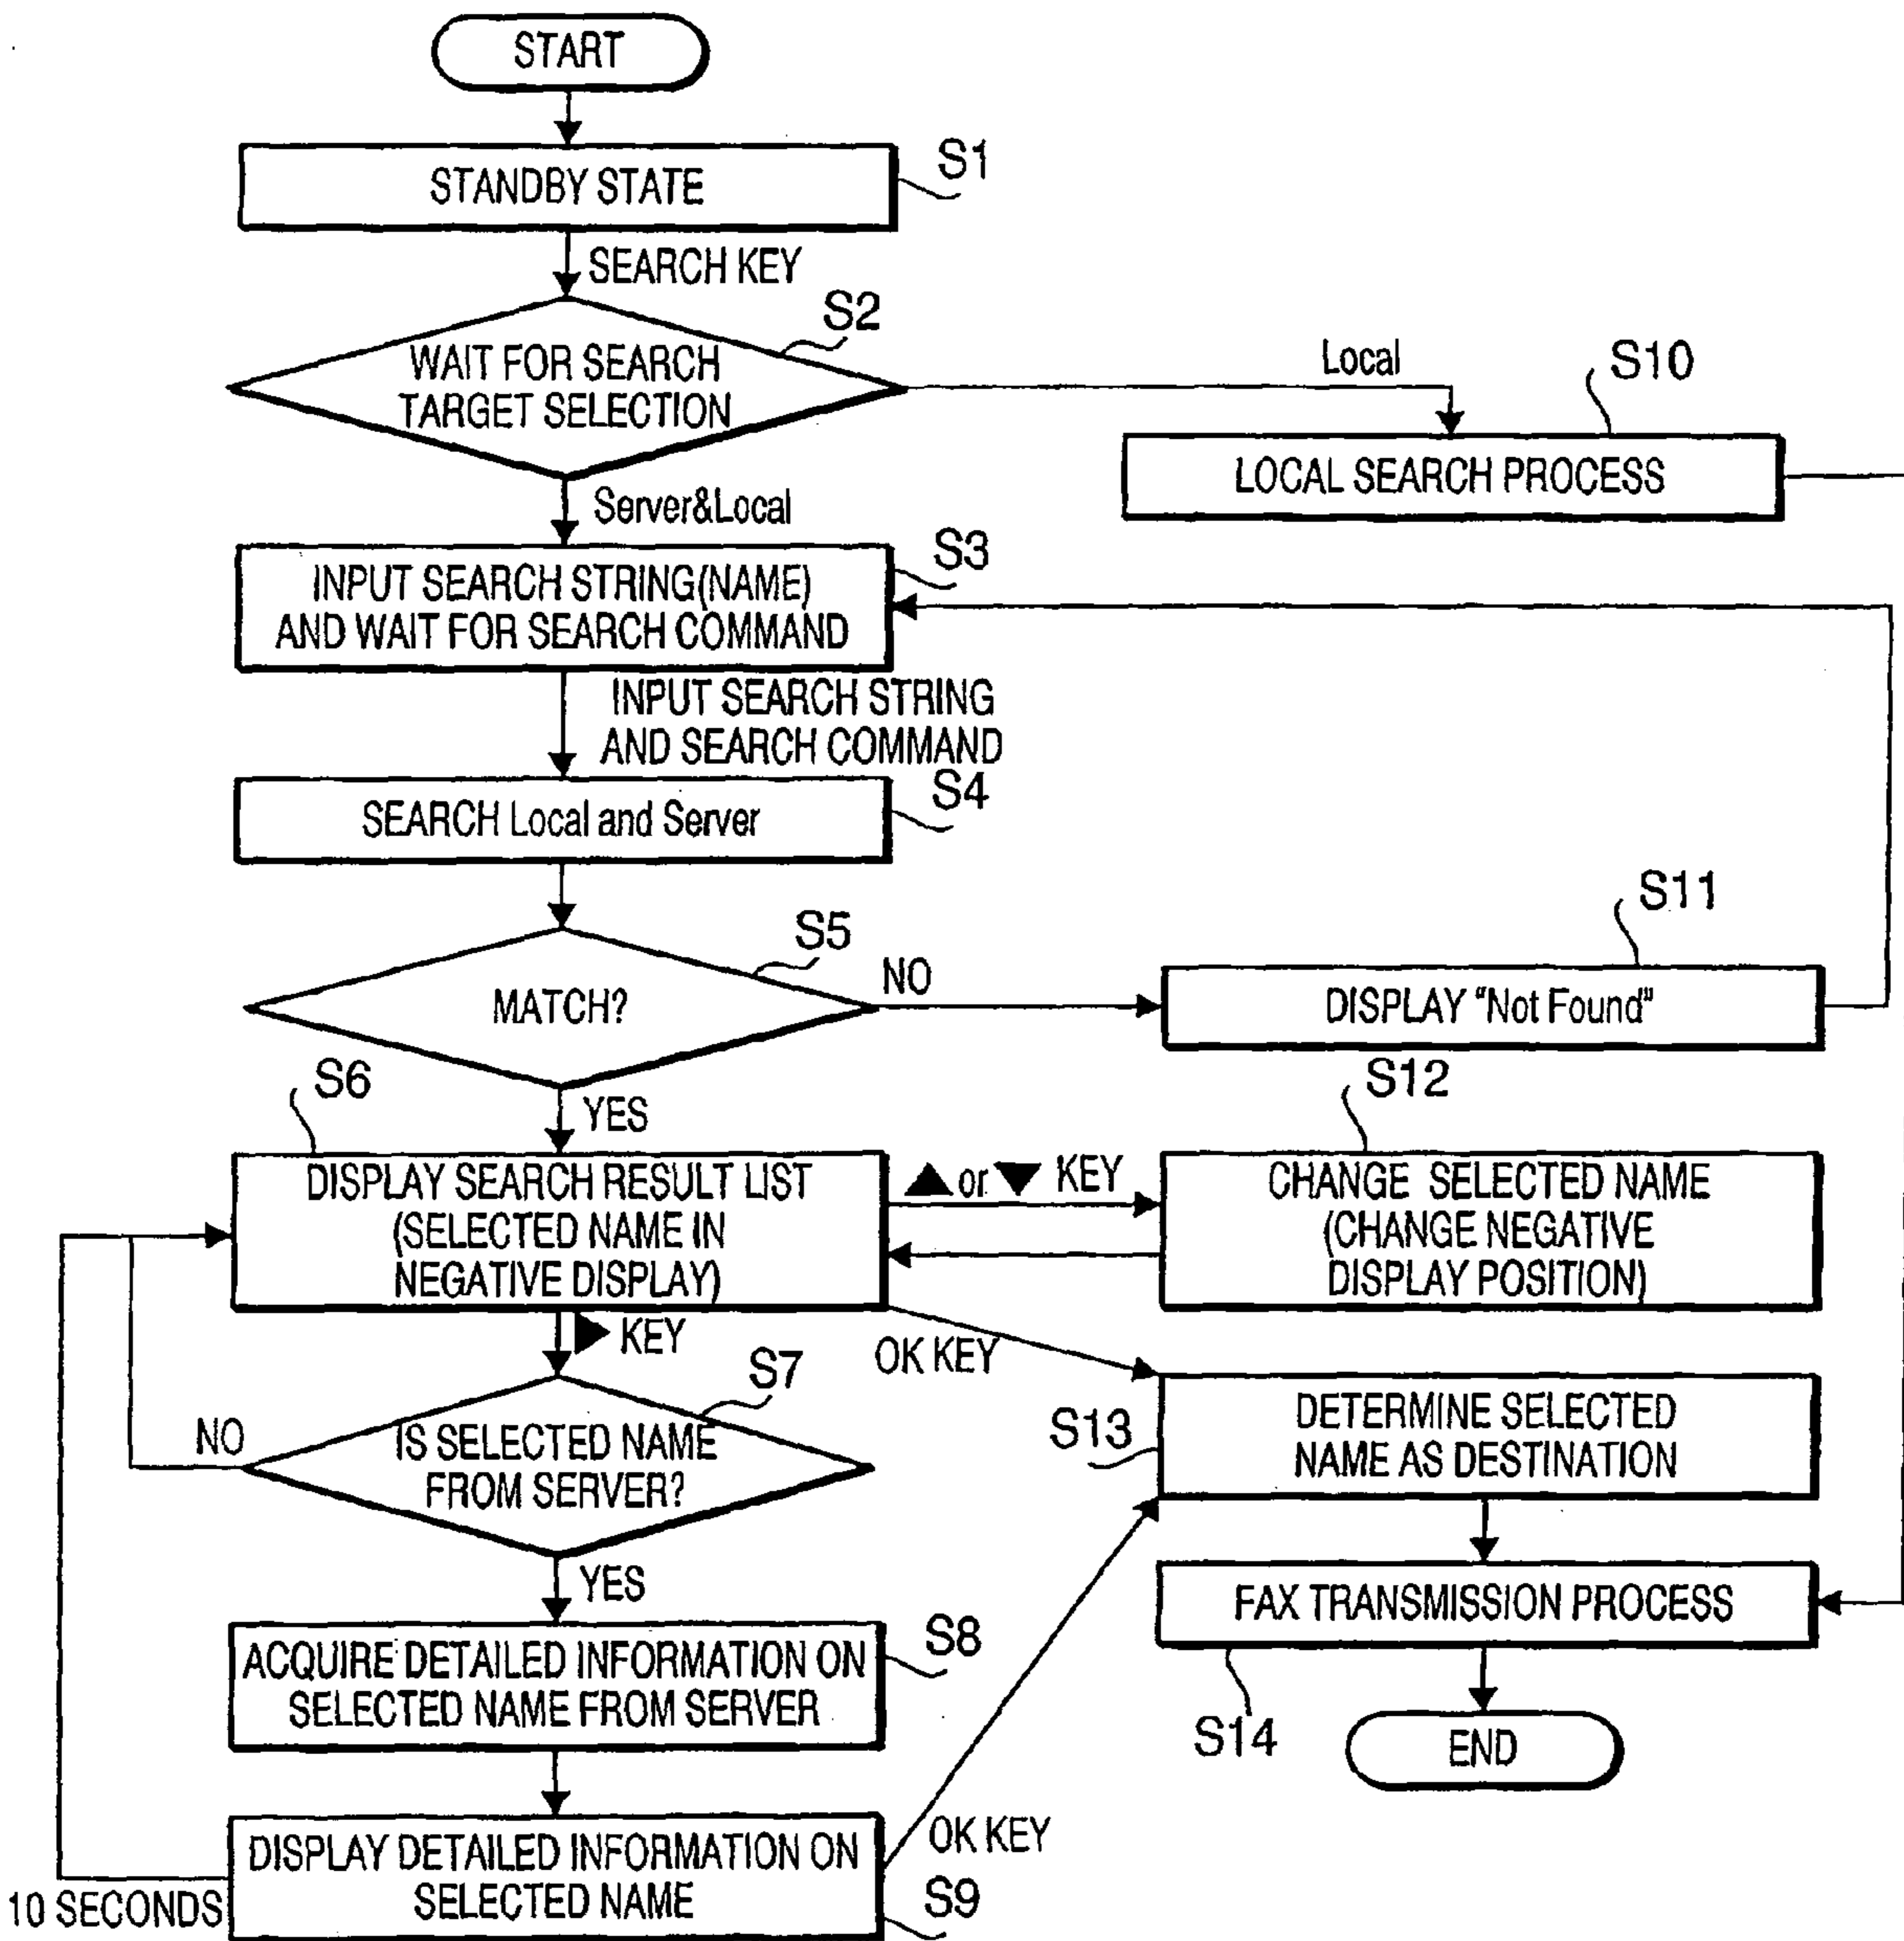 START
STANDBY STATE
S1
SEARCH KEY
WAIT FOR SEARCH
TARGET SELECTION
S2
Local
S10
LOCAL SEARCH PROCESS
Server&Local
INPUT SEARCH STRING(NAME)
AND WAIT FOR SEARCH COMMAND
S3
INPUT SEARCH STRING
AND SEARCH COMMAND
SEARCH Local and Server
S4
MATCH?
S5
NO
S11
DISPLAY "Not Found"
YES
S6
DISPLAY SEARCH RESULT LIST
(SELECTED NAME IN
NEGATIVE DISPLAY)
▲ or ▼ KEY
S12
CHANGE SELECTED NAME
(CHANGE NEGATIVE
DISPLAY POSITION)
▶ KEY
OK KEY
S7
IS SELECTED NAME
FROM SERVER?
NO
S13
DETERMINE SELECTED
NAME AS DESTINATION
YES
FAX TRANSMISSION PROCESS
S14
END
ACQUIRE DETAILED INFORMATION ON
SELECTED NAME FROM SERVER
S8
DISPLAY DETAILED INFORMATION ON
SELECTED NAME
S9
OK KEY
10 SECONDS